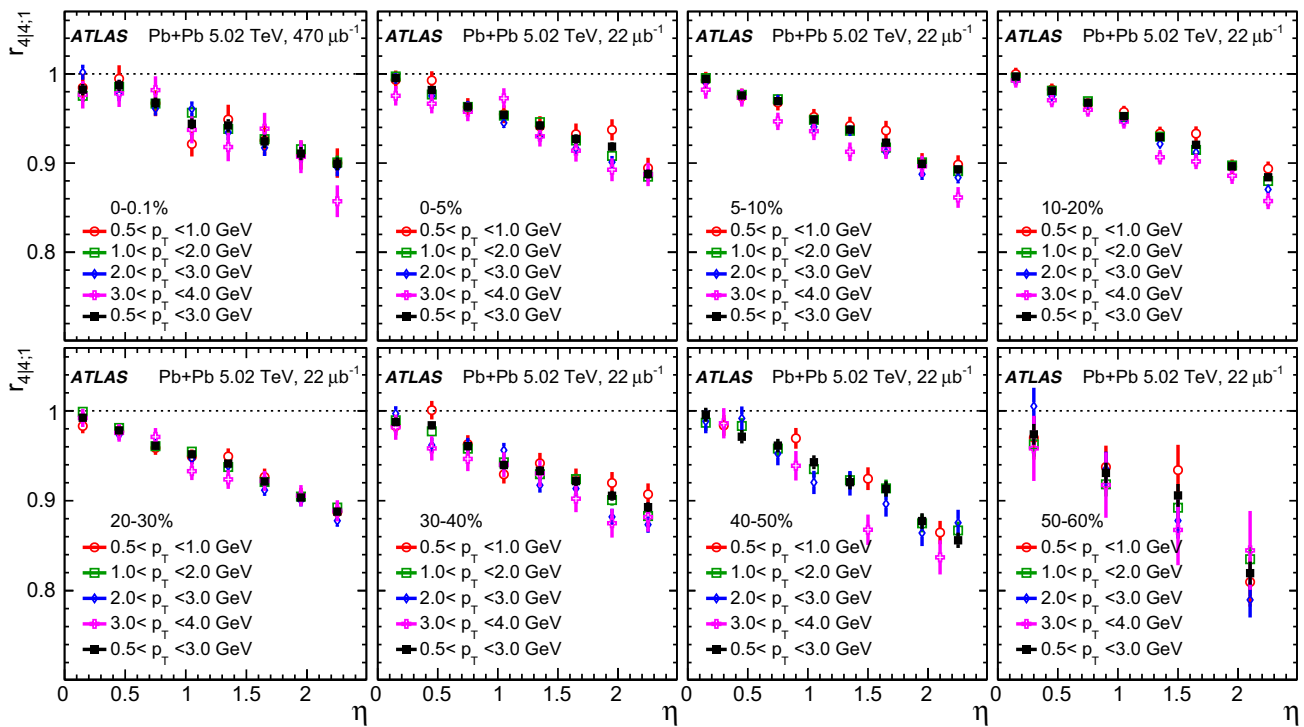 r4|4;1
1
0.9
0.8
ATLAS Pb+Pb 5.02 TeV, 470 μb-1
0-0.1%
0.5< pT <1.0 GeV
1.0< pT <2.0 GeV
2.0< pT <3.0 GeV
3.0< pT <4.0 GeV
0.5< pT <3.0 GeV
ATLAS Pb+Pb 5.02 TeV, 22 μb-1
0-5%
0.5< pT <1.0 GeV
1.0< pT <2.0 GeV
2.0< pT <3.0 GeV
3.0< pT <4.0 GeV
0.5< pT <3.0 GeV
ATLAS Pb+Pb 5.02 TeV, 22 μb-1
5-10%
0.5< pT <1.0 GeV
1.0< pT <2.0 GeV
2.0< pT <3.0 GeV
3.0< pT <4.0 GeV
0.5< pT <3.0 GeV
ATLAS Pb+Pb 5.02 TeV, 22 μb-1
10-20%
0.5< pT <1.0 GeV
1.0< pT <2.0 GeV
2.0< pT <3.0 GeV
3.0< pT <4.0 GeV
0.5< pT <3.0 GeV
r4|4;1
1
0.9
0.8
ATLAS Pb+Pb 5.02 TeV, 22 μb-1
20-30%
0.5< pT <1.0 GeV
1.0< pT <2.0 GeV
2.0< pT <3.0 GeV
3.0< pT <4.0 GeV
0.5< pT <3.0 GeV
0 0.5 1 1.5 2
η
ATLAS Pb+Pb 5.02 TeV, 22 μb-1
30-40%
0.5< pT <1.0 GeV
1.0< pT <2.0 GeV
2.0< pT <3.0 GeV
3.0< pT <4.0 GeV
0.5< pT <3.0 GeV
0 0.5 1 1.5 2
η
ATLAS Pb+Pb 5.02 TeV, 22 μb-1
40-50%
0.5< pT <1.0 GeV
1.0< pT <2.0 GeV
2.0< pT <3.0 GeV
3.0< pT <4.0 GeV
0.5< pT <3.0 GeV
0 0.5 1 1.5 2
η
ATLAS Pb+Pb 5.02 TeV, 22 μb-1
50-60%
0.5< pT <1.0 GeV
1.0< pT <2.0 GeV
2.0< pT <3.0 GeV
3.0< pT <4.0 GeV
0.5< pT <3.0 GeV
0 0.5 1 1.5 2
η